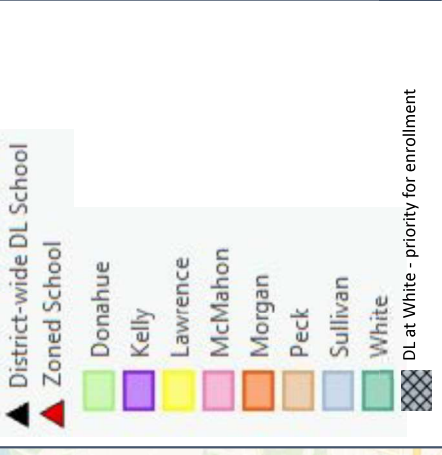 District-wide DL School
Zoned School
Donahue
Kelly
Lawrence
McMahon
Morgan
Peck
Sullivan
White
DL at White - priority for enrollment